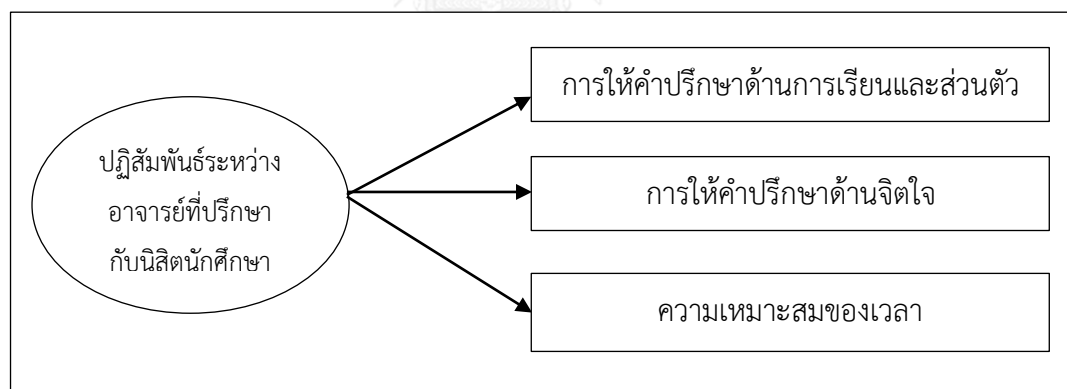 ปฏิสัมพันธ์ระหว่าง
อาจารย์ที่ปรึกษา
กับนิสิตนักศึกษา
การให้คำปรึกษาด้านการเรียนและส่วนตัว
การให้คำปรึกษาด้านจิตใจ
ความเหมาะสมของเวลา